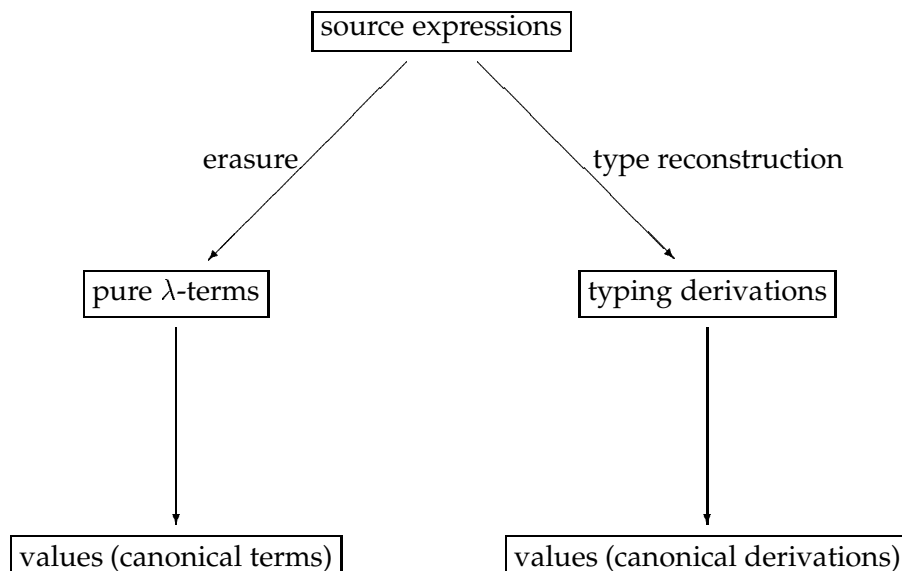 source expressions
erasure
type reconstruction
pure λ-terms
typing derivations
values (canonical terms)
values (canonical derivations)